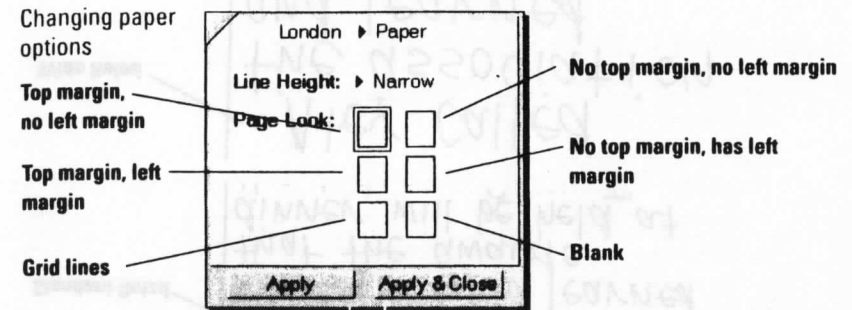 Changing paper
options
London ▸ Paper
Line Height: ▸ Narrow
Page Look:
Top margin,
no left margin
Top margin, left
margin
Grid lines
No top margin, no left margin
No top margin, has left
margin
Blank
Apply
Apply & Close